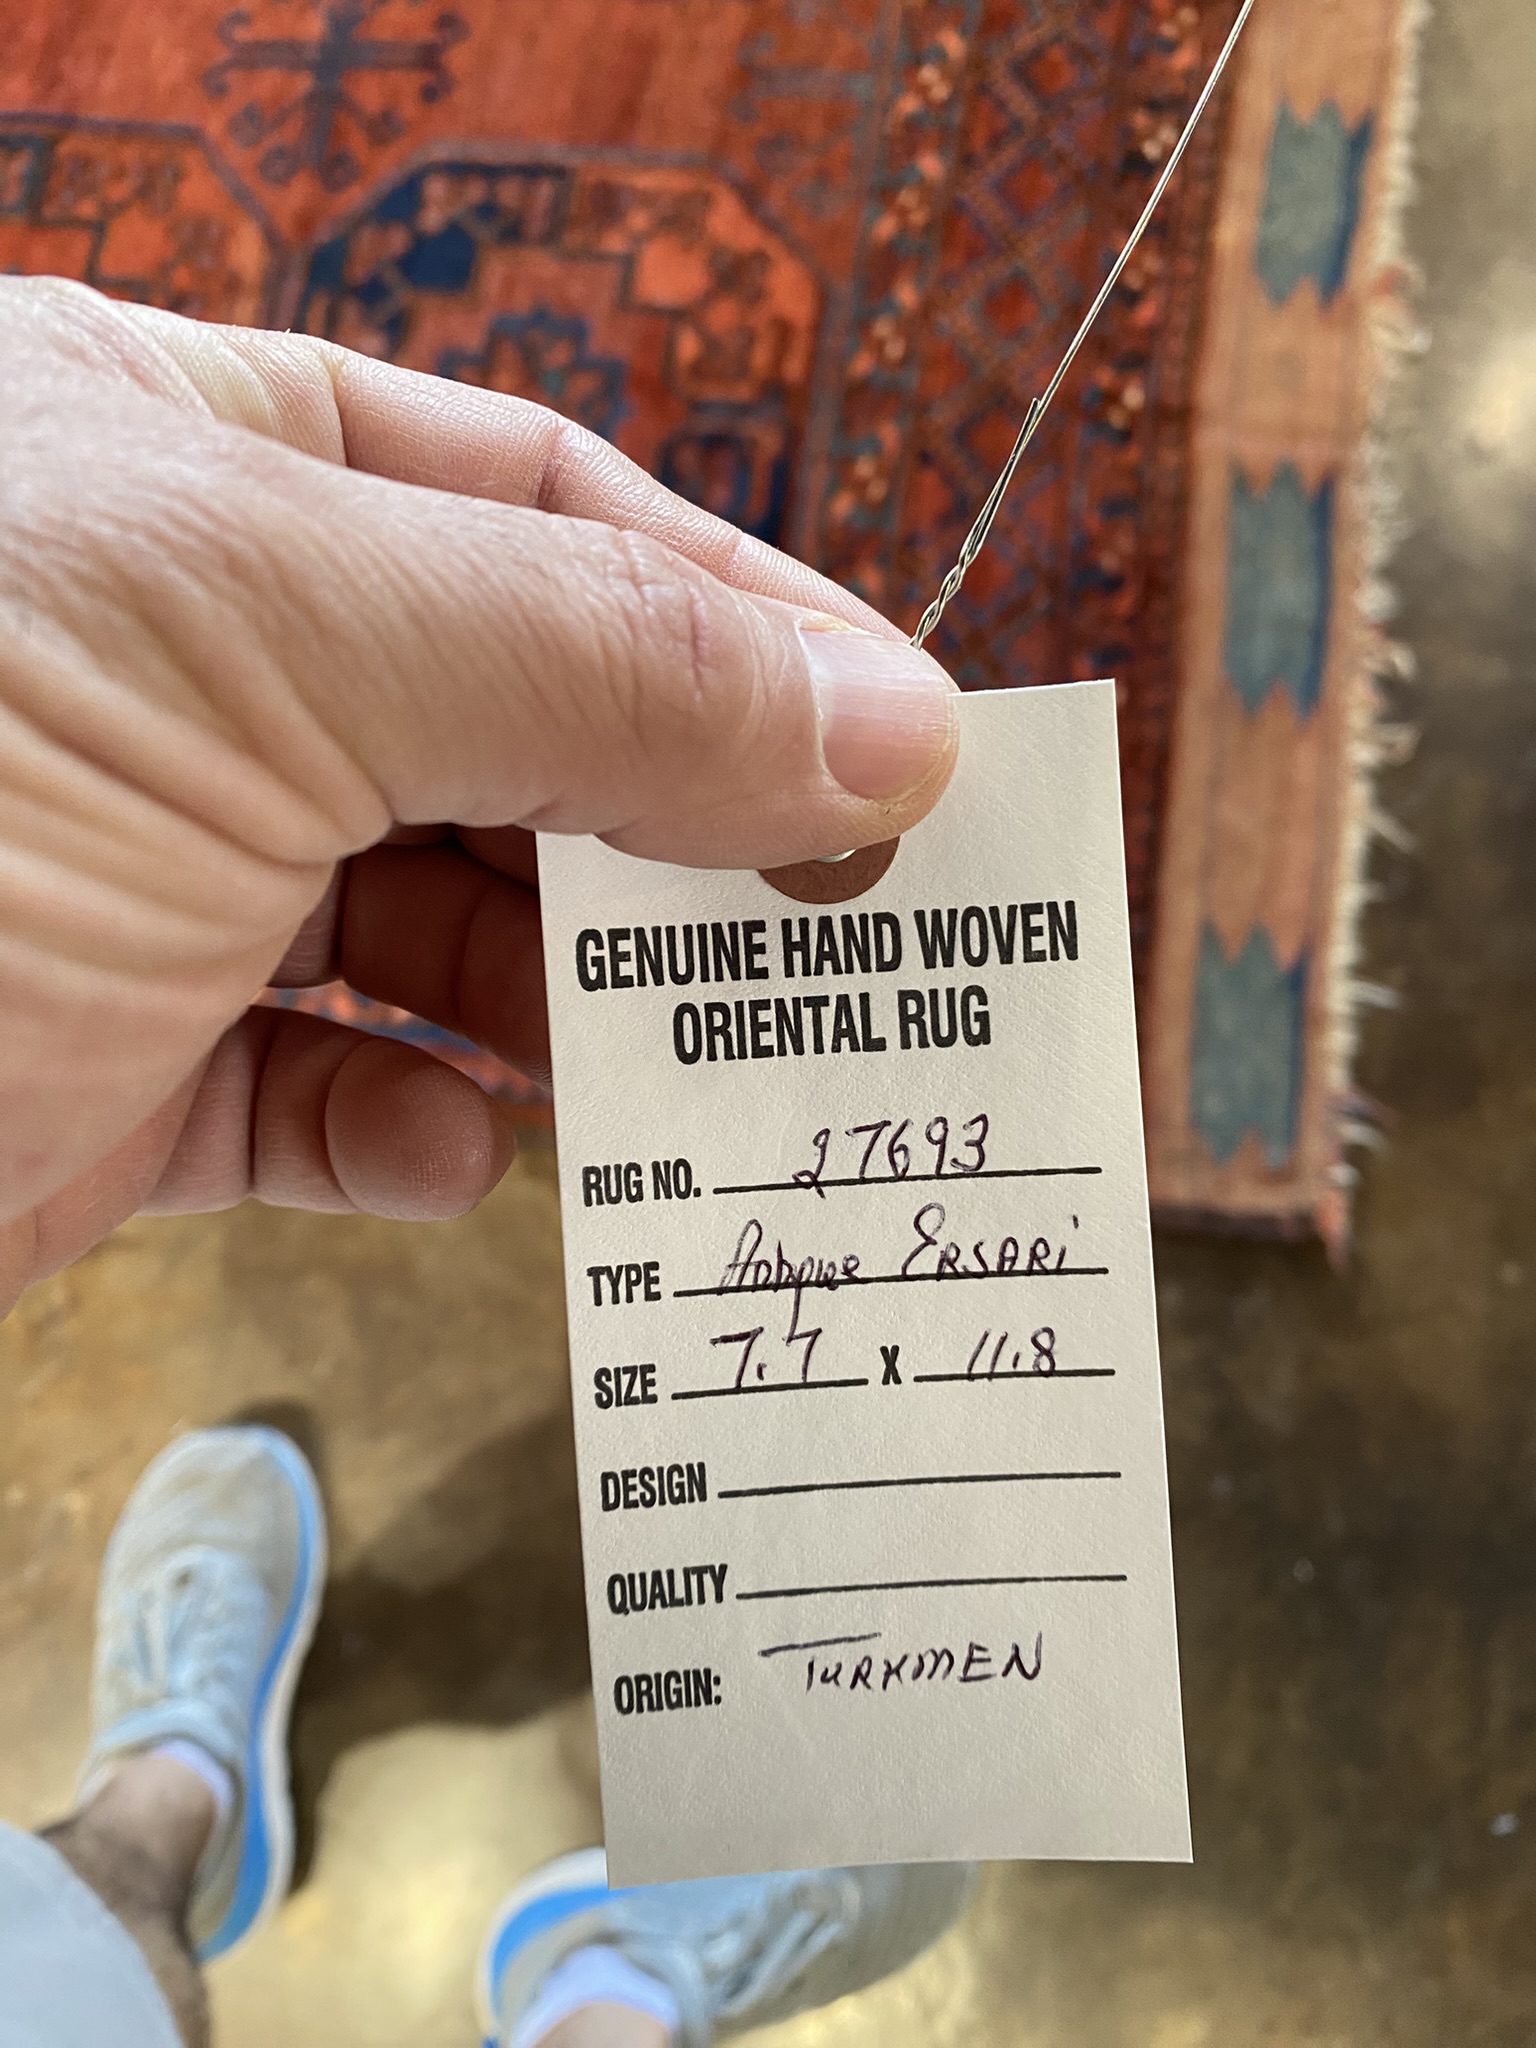 GENUINE HAND WOVEN
ORIENTAL RUG
RUG NO. 27693
TYPE Antique ERSARi
SIZE 7.7 X 11.8
DESIGN
QUALITY
ORIGIN: TURKMEN